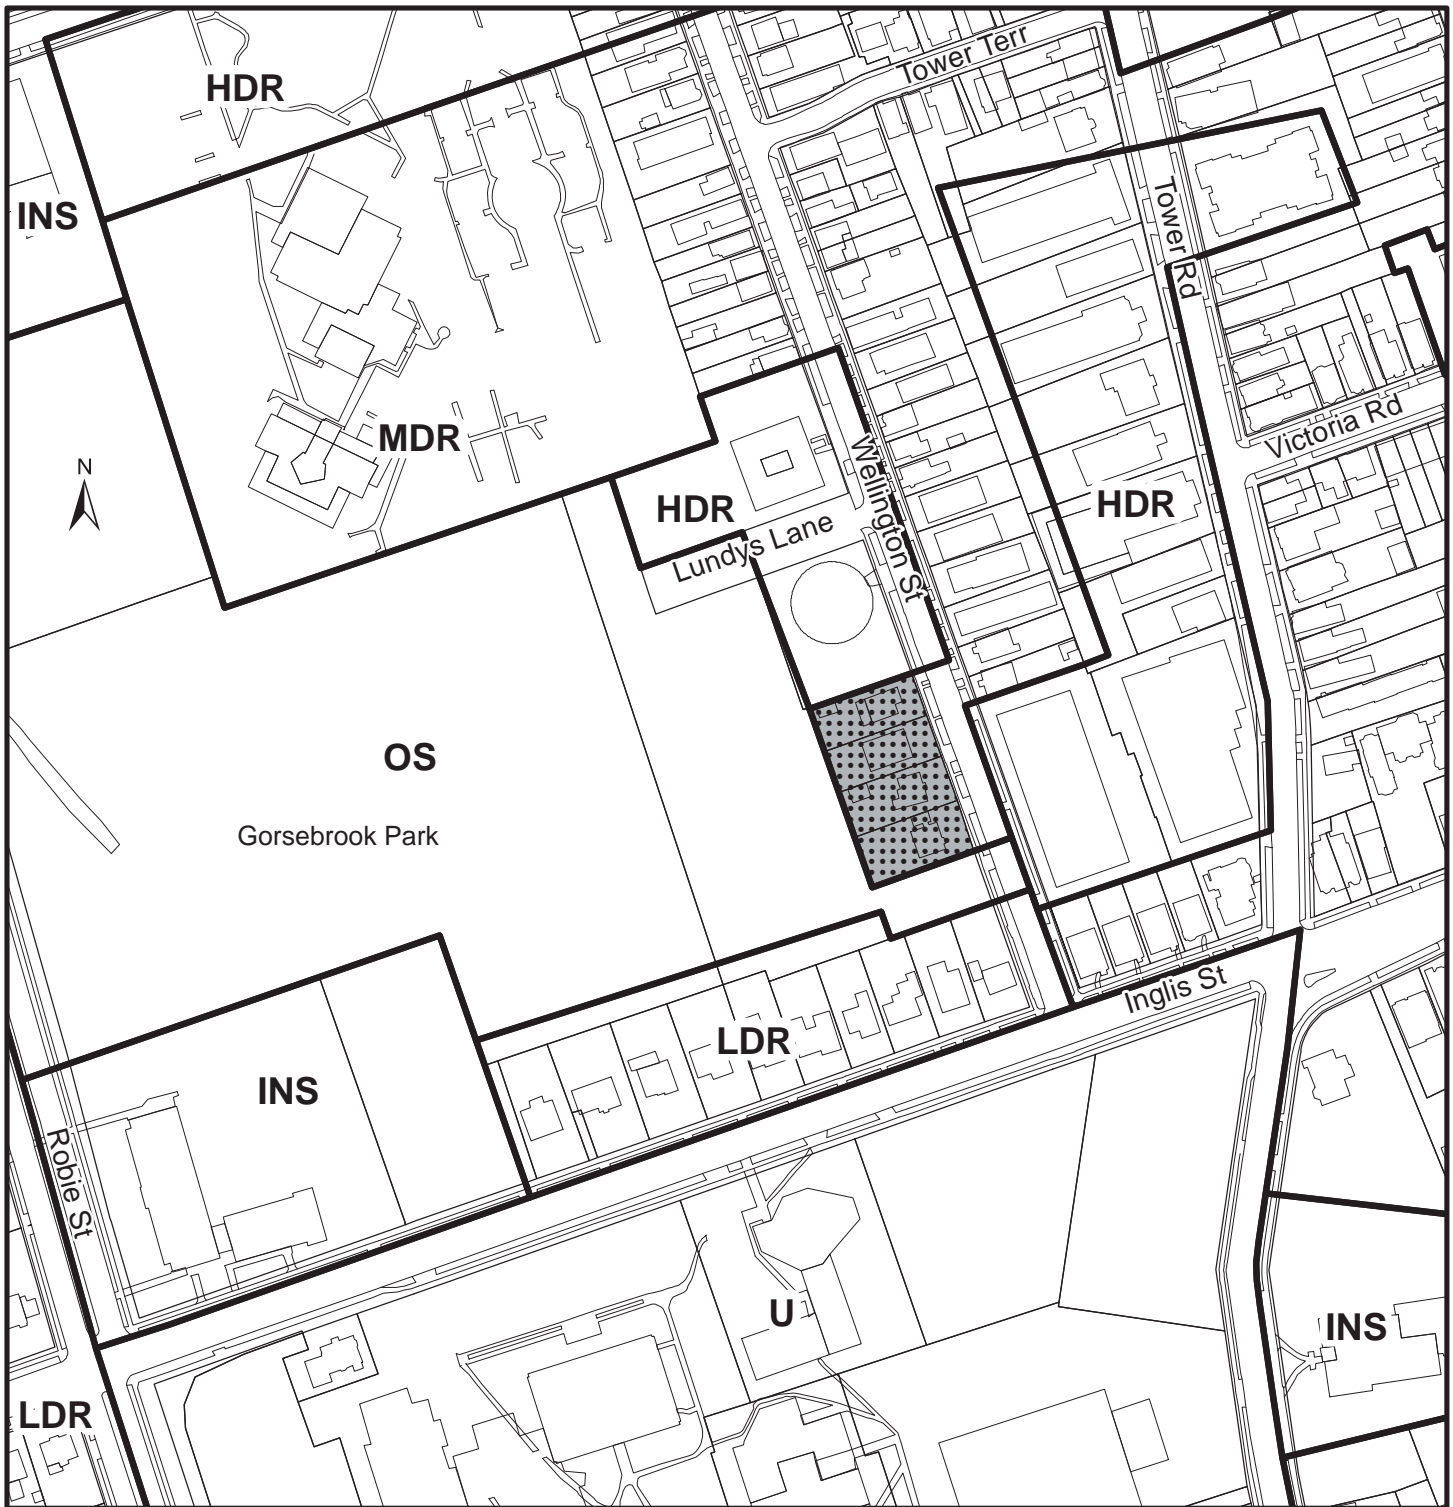 Tower Terr
HDR
INS
Tower Rd
Victoria Rd
MDR
N
Wellington St
HDR
HDR
Lundys Lane
OS
Gorsebrook Park
Inglis St
LDR
INS
Robie St
U
INS
LDR